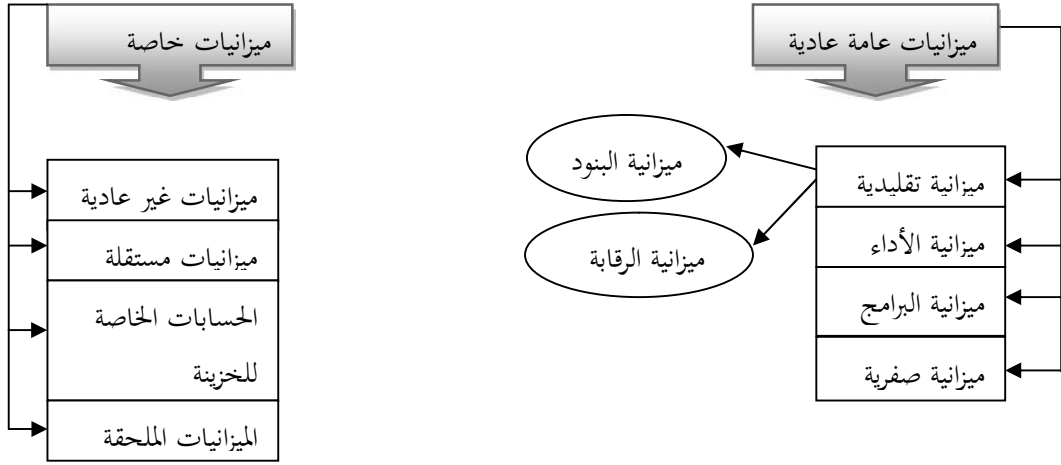 ميزانيات عامة عادية
ميزانية تقليدية
ميزانية البنود
ميزانية الرقابة
ميزانية الأداء
ميزانية البرامج
ميزانية صفرية
ميزانيات خاصة
ميزانيات غير عادية
ميزانيات مستقلة
الحسابات الخاصة
للخزينة
الميزانيات الملحقة